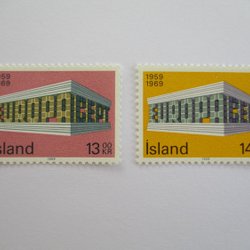 1959
1969
EUROPA CEPT
Ísland
13 00
KR
1959
1969
EUROPA CEPT
Ísland
14